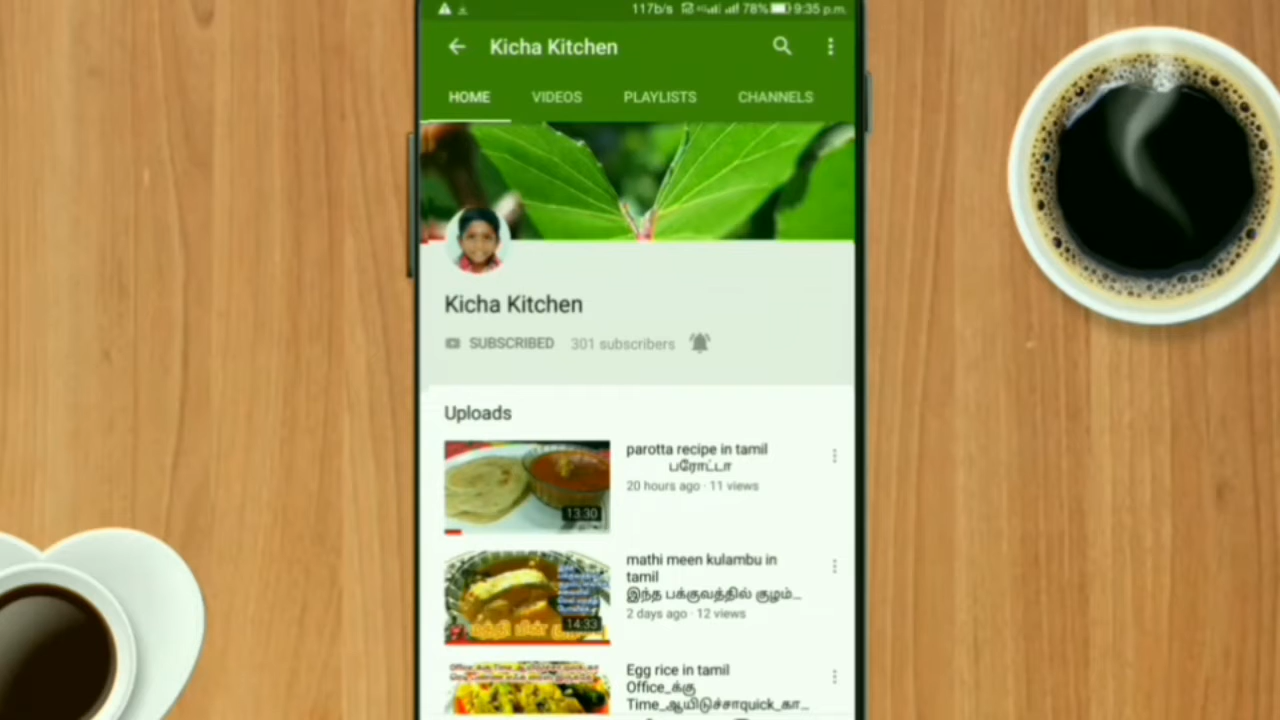 117b/s 78% 9:35 p.m.
Kicha Kitchen
HOME VIDEOS PLAYLISTS CHANNELS
Kicha Kitchen
SUBSCRIBED 301 subscribers
Uploads
parotta recipe in tamil
பரோட்டா
20 hours ago · 11 views
13:30
mathi meen kulambu in
tamil
இந்த பக்குவத்தில் குழம்...
2 days ago · 12 views
14:33
Egg rice in tamil
Office_க்கு
Time_ஆயிடுச்சாquick_கா...